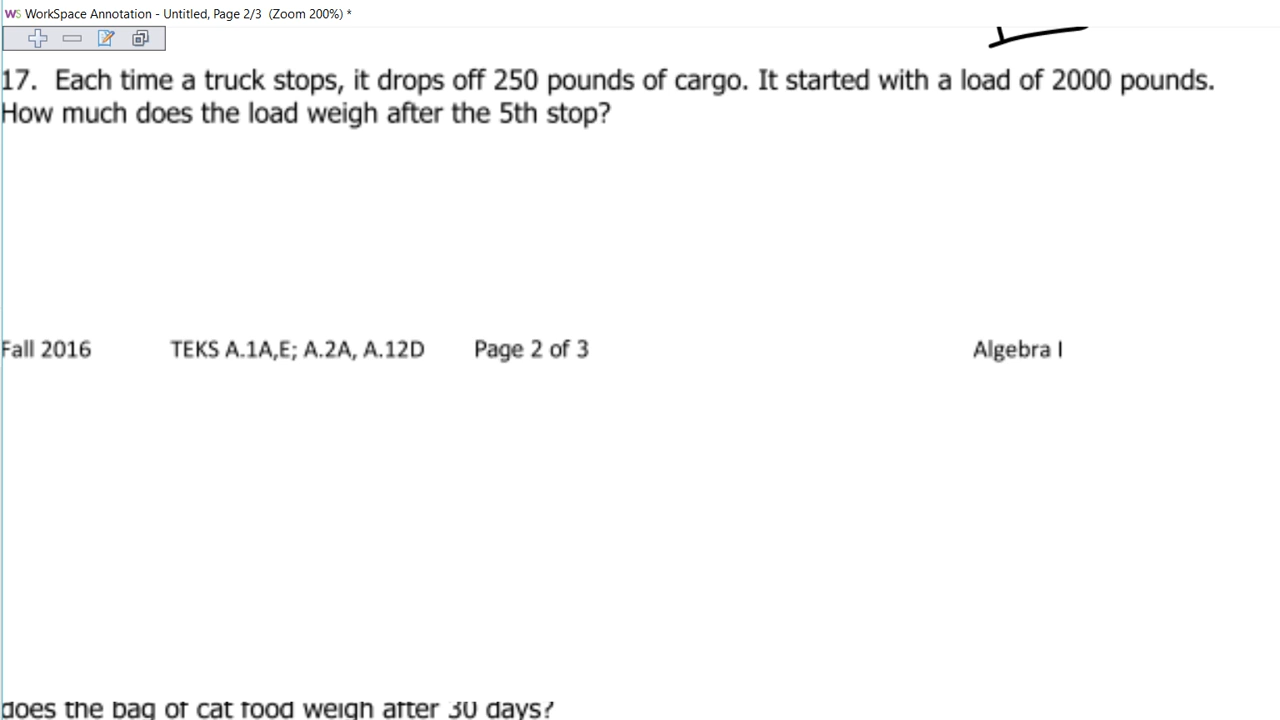 WS WorkSpace Annotation - Untitled, Page 2/3 (Zoom 200%) *
17. Each time a truck stops, it drops off 250 pounds of cargo. It started with a load of 2000 pounds.
How much does the load weigh after the 5th stop?
Fall 2016 TEKS A.1A,E; A.2A, A.12D Page 2 of 3 Algebra I
does the bag of cat food weigh after 30 days?